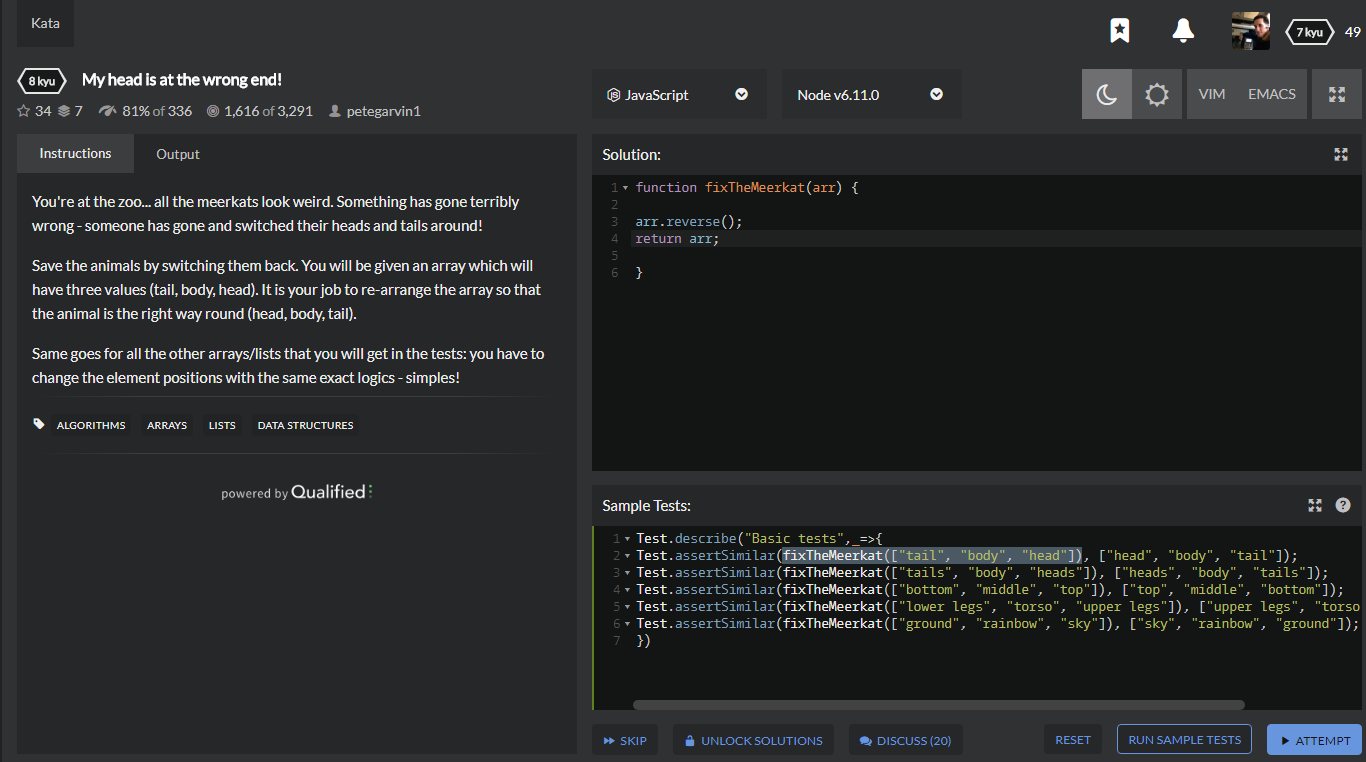 Kata
7 kyu 49
8 kyu My head is at the wrong end!
34 7 81% of 336 1,616 of 3,291 petegarvin1
JavaScript Node v6.11.0 VIM EMACS
Instructions Output
You're at the zoo... all the meerkats look weird. Something has gone terribly
wrong - someone has gone and switched their heads and tails around!
Save the animals by switching them back. You will be given an array which will
have three values (tail, body, head). It is your job to re-arrange the array so that
the animal is the right way round (head, body, tail).
Same goes for all the other arrays/lists that you will get in the tests: you have to
change the element positions with the same exact logics - simples!
ALGORITHMS ARRAYS LISTS DATA STRUCTURES
powered by Qualified
Solution:
1 function fixTheMeerkat(arr) {
2
3 arr.reverse();
4 return arr;
5
6 }
Sample Tests:
1 Test.describe("Basic tests",_=>{
2 Test.assertSimilar(fixTheMeerkat(["tail", "body", "head"]), ["head", "body", "tail"]);
3 Test.assertSimilar(fixTheMeerkat(["tails", "body", "heads"]), ["heads", "body", "tails"]);
4 Test.assertSimilar(fixTheMeerkat(["bottom", "middle", "top"]), ["top", "middle", "bottom"]);
5 Test.assertSimilar(fixTheMeerkat(["lower legs", "torso", "upper legs"]), ["upper legs", "torso
6 Test.assertSimilar(fixTheMeerkat(["ground", "rainbow", "sky"]), ["sky", "rainbow", "ground"]);
7 })
SKIP UNLOCK SOLUTIONS DISCUSS (20) RESET RUN SAMPLE TESTS ATTEMPT